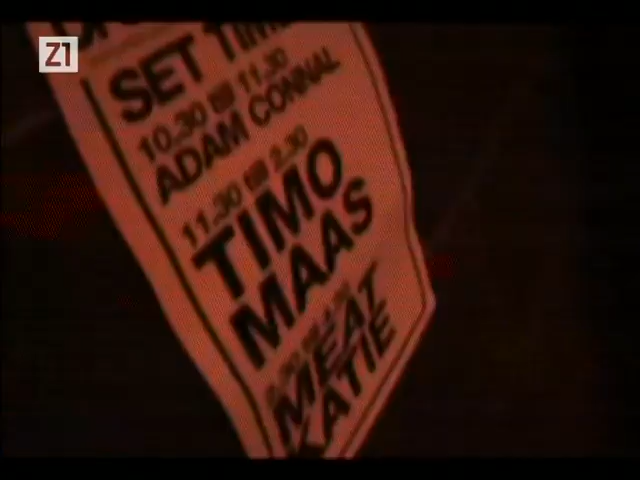 Z1
SET TIM
10.30 @ 11.30
ADAM CONNAL
11.30 @ 2.30
TIMO
MAAS
MEAT
KATIE